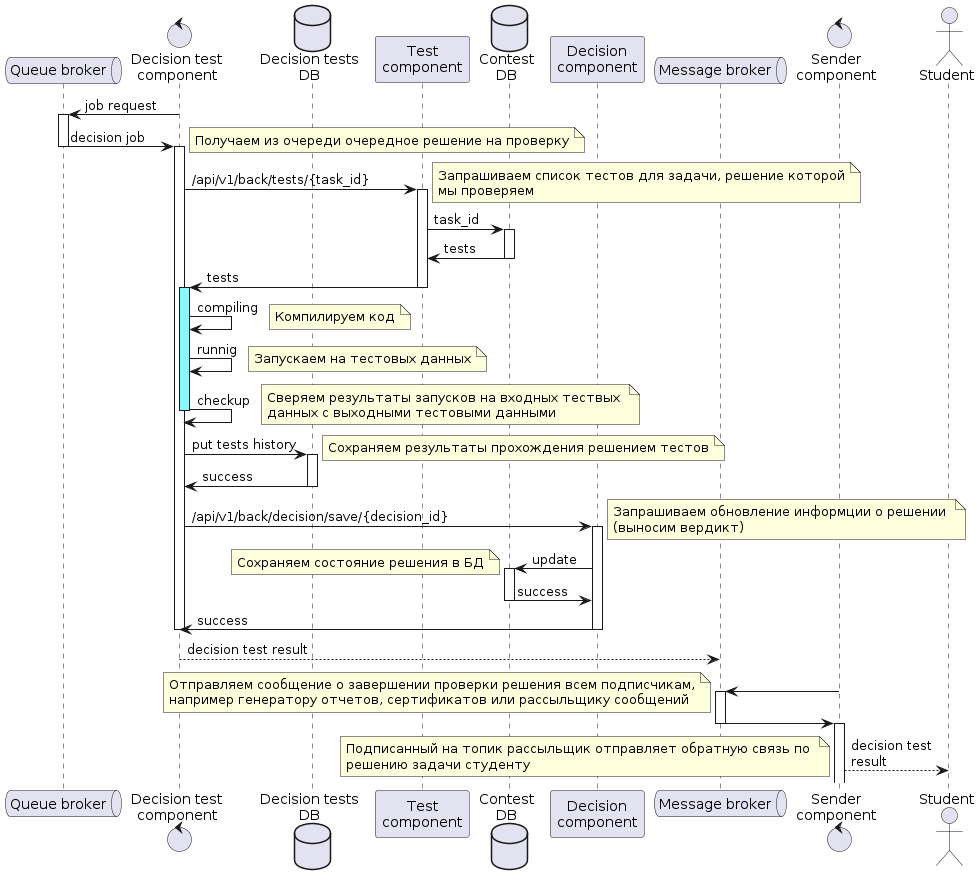 Queue broker
Decision test
component
Decision tests
DB
Test
component
Contest
DB
Decision
component
Message broker
Sender
component
Student
job request
decision job
Получаем из очереди очередное решение на проверку
/api/v1/back/tests/{task_id}
Запрашиваем список тестов для задачи, решение которой
мы проверяем
task_id
tests
tests
compiling
Компилируем код
runnig
Запускаем на тестовых данных
checkup
Сверяем результаты запусков на входных тествых
данных с выходными тестовыми данными
put tests history
Сохраняем результаты прохождения решением тестов
success
/api/v1/back/decision/save/{decision_id}
Запрашиваем обновление информции о решении
(выносим вердикт)
update
Сохраняем состояние решения в БД
success
success
decision test result
Отправляем сообщение о завершении проверки решения всем подписчикам,
например генератору отчетов, сертификатов или рассыльщику сообщений
Подписанный на топик рассыльщик отправляет обратную связь по
решению задачи студенту
decision test
result
Queue broker
Decision test
component
Decision tests
DB
Test
component
Contest
DB
Decision
component
Message broker
Sender
component
Student